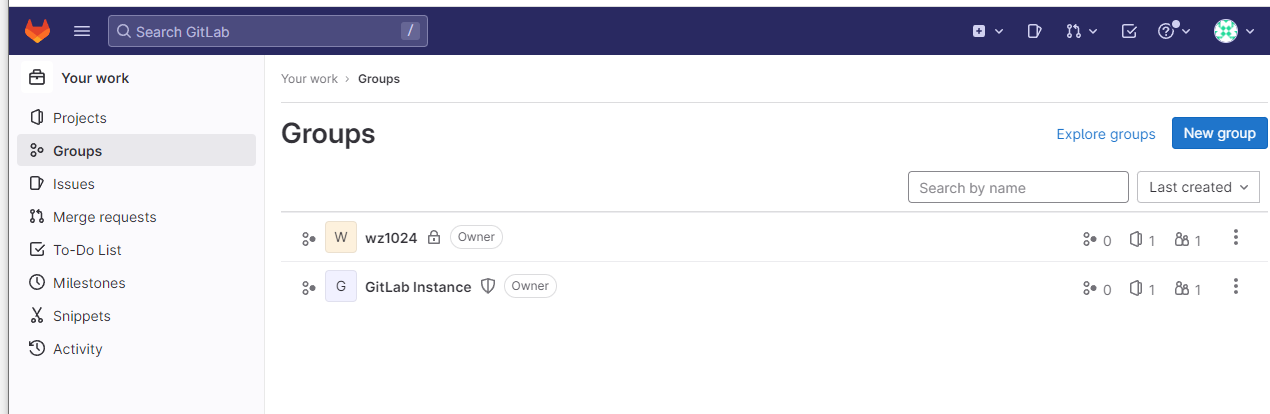 Search GitLab /
Your work
Projects
Groups
Issues
Merge requests
To-Do List
Milestones
Snippets
Activity
Your work › Groups
Groups
Explore groups New group
Search by name Last created
W wz1024 Owner 0 1 1
G GitLab Instance Owner 0 1 1